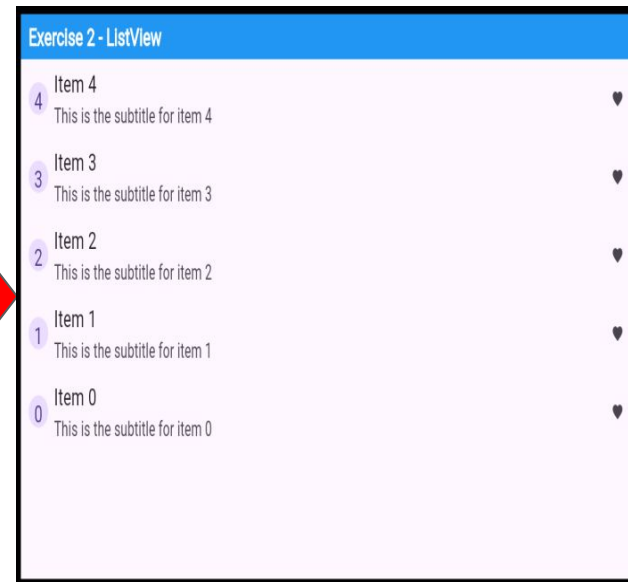 Exercise 2 - ListView
4
Item 4
This is the subtitle for item 4
3
Item 3
This is the subtitle for item 3
2
Item 2
This is the subtitle for item 2
1
Item 1
This is the subtitle for item 1
0
Item 0
This is the subtitle for item 0